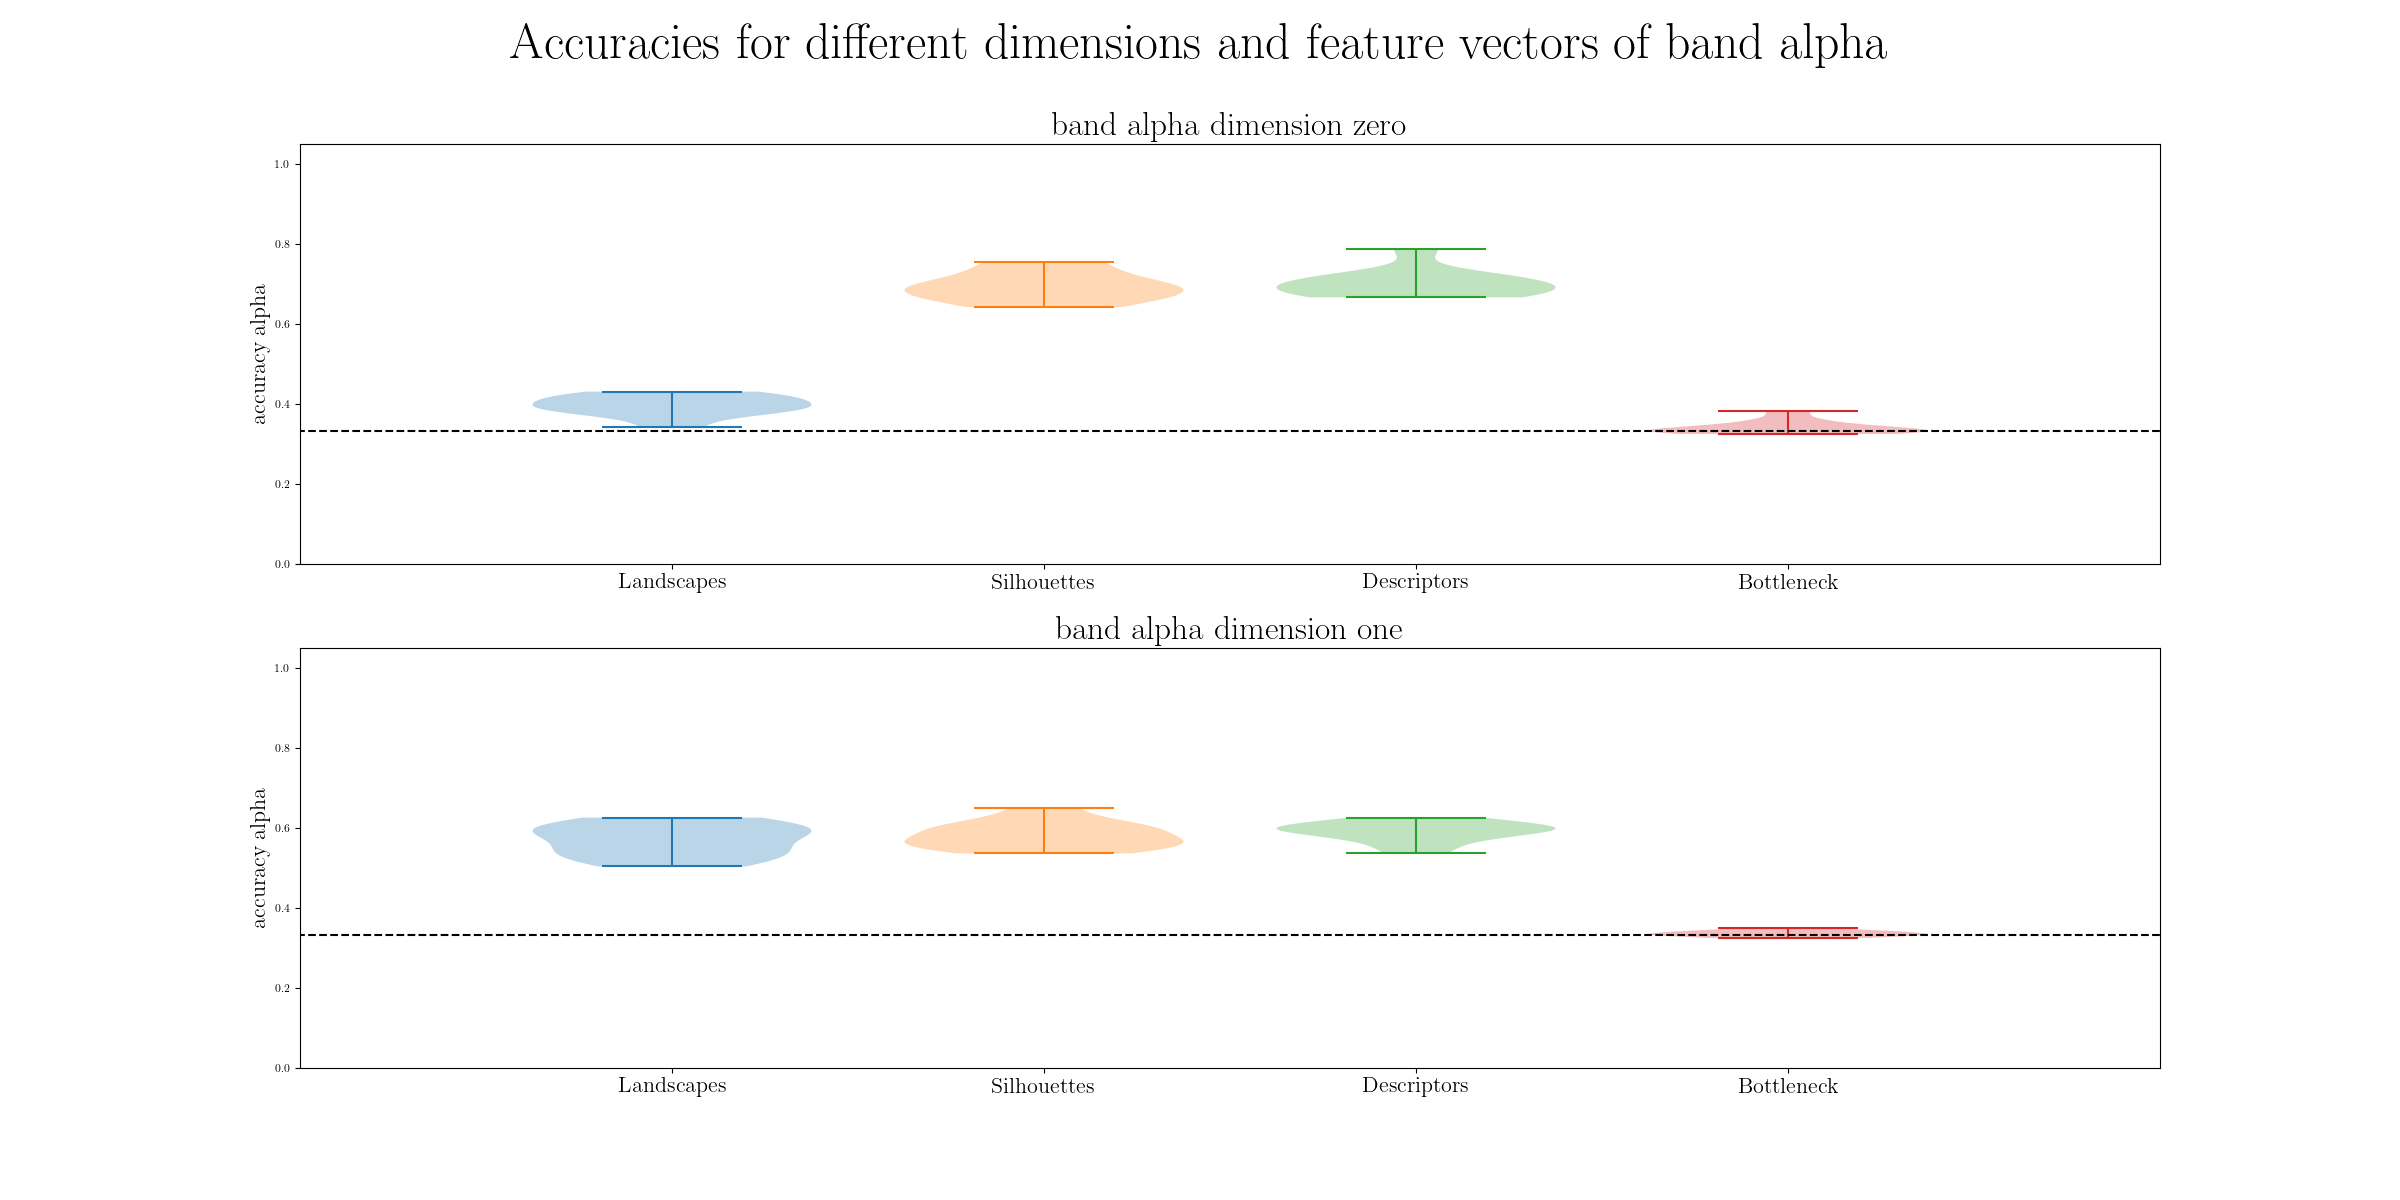 Accuracies for different dimensions and feature vectors of band alpha
band alpha dimension zero
1.0
0.8
0.6
0.4
0.2
0.0
accuracy alpha
Landscapes Silhouettes Descriptors Bottleneck
band alpha dimension one
1.0
0.8
0.6
0.4
0.2
0.0
accuracy alpha
Landscapes Silhouettes Descriptors Bottleneck